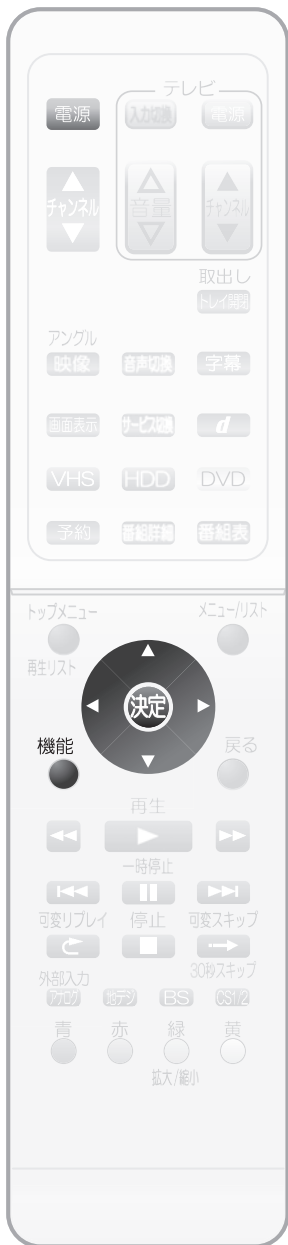 テレビ
電源 入力切換 電源
チャンネル 音量 チャンネル
取出し
トレイ開/閉
アングル
映像 音声切換 字幕
画面表示 サービス切換 d
VHS HDD DVD
予約 番組詳細 番組表
トップメニュー メニュー/リスト
再生リスト
決定
機能 戻る
再生
一時停止
可変リプレイ 停止 可変スキップ
30秒スキップ
外部入力
アナログ 地デジ BS CS1/2
青 赤 緑 黄
拡大/縮小